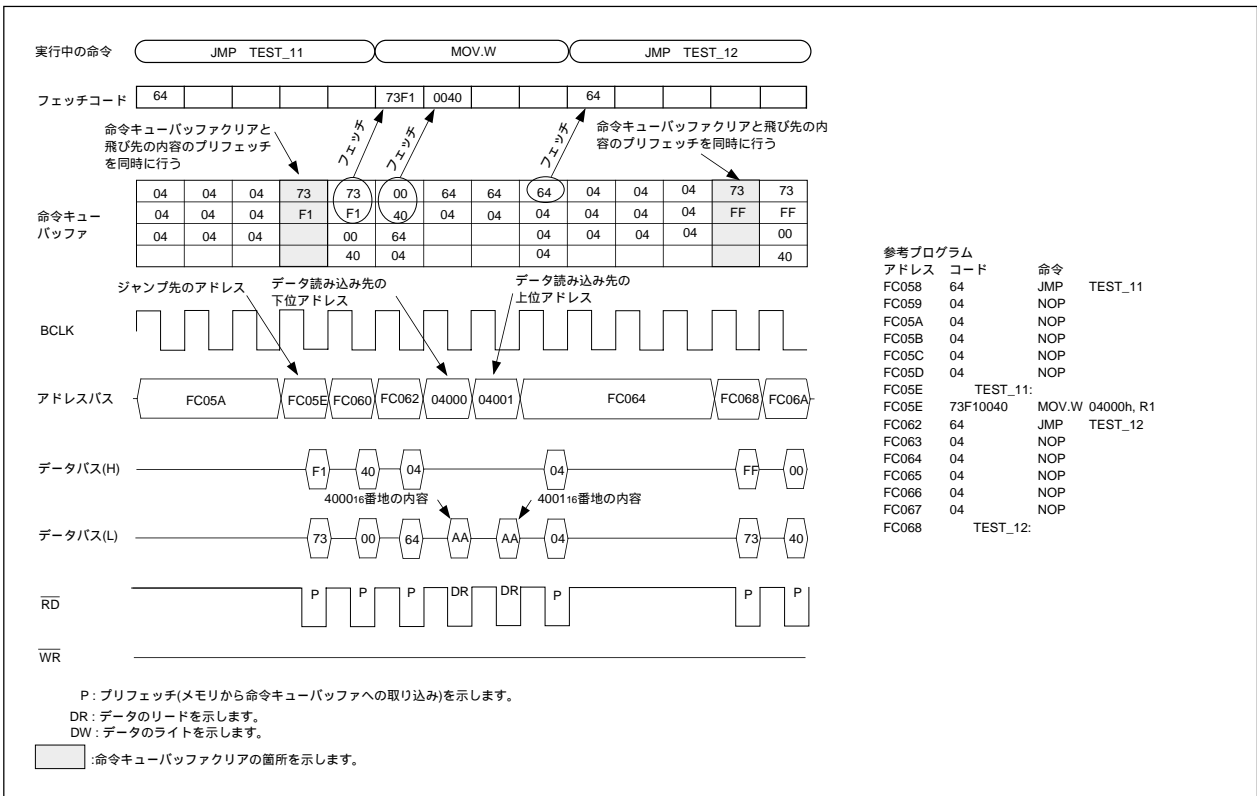 実行中の命令 JMP TEST_11 MOV.W JMP TEST_12
フェッチコード 64 73F1 0040 64
命令キューバッファクリアと
飛び先の内容のプリフェッチ
を同時に行う
フェッチ
フェッチ
フェッチ
命令キューバッファクリアと飛び先の内
容のプリフェッチを同時に行う
命令キュー
バッファ
04 04 04 73 73 00 64 64 64 04 04 04 73 73
04 04 04 F1 F1 40 04 04 04 04 04 04 FF FF
04 04 04 00 64 04 04 04 04 00
40 04 04 40
ジャンプ先のアドレス
データ読み込み先の
下位アドレス
データ読み込み先の
上位アドレス
BCLK
アドレスバス FC05A FC05E FC060 FC062 04000 04001 FC064 FC068 FC06A
データバス(H) F1 40 04 04 FF 00
400016番地の内容 400116番地の内容
データバス(L) 73 00 64 AA AA 04 73 40
RD P P P DR DR P P P
WR
P : プリフェッチ(メモリから命令キューバッファへの取り込み)を示します。
DR : データのリードを示します。
DW : データのライトを示します。
:命令キューバッファクリアの箇所を示します。
参考プログラム
アドレス コード 命令
FC058 64 JMP TEST_11
FC059 04 NOP
FC05A 04 NOP
FC05B 04 NOP
FC05C 04 NOP
FC05D 04 NOP
FC05E TEST_11:
FC05E 73F10040 MOV.W 04000h, R1
FC062 64 JMP TEST_12
FC063 04 NOP
FC064 04 NOP
FC065 04 NOP
FC066 04 NOP
FC067 04 NOP
FC068 TEST_12: